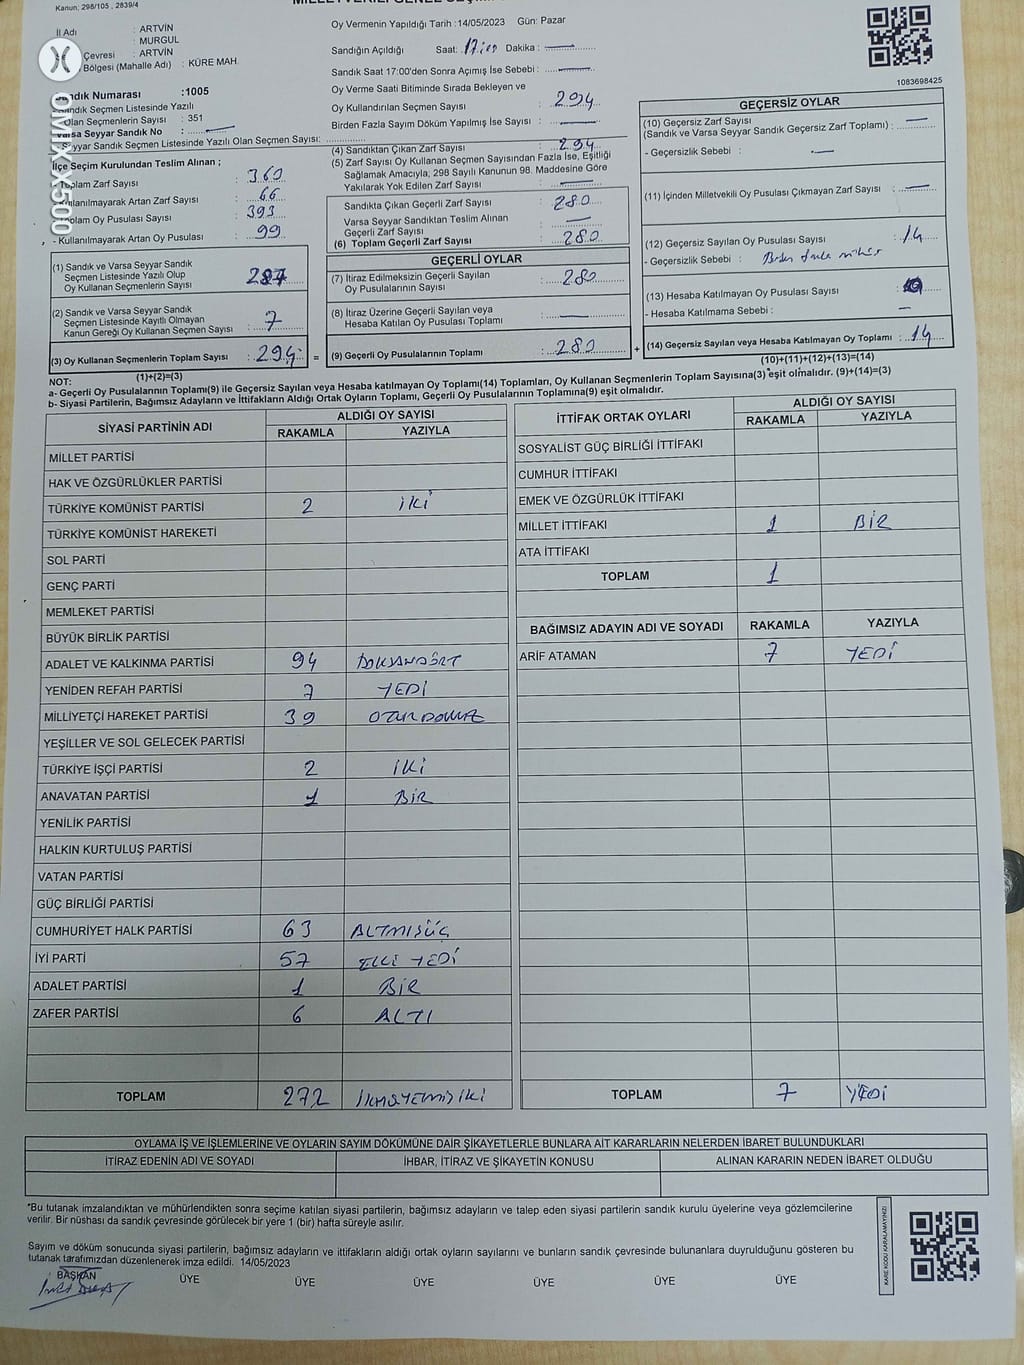 Kanun; 298/105 , 2839/4
İl Adı : ARTVİN
MURGUL
Çevresi : ARTVİN
Bölgesi (Mahalle Adı) : KÜRE MAH.
OMIX X500
Sandık Numarası :1005
Sandık Seçmen Listesinde Yazılı
Olan Seçmenlerin Sayısı : 351
Varsa Seyyar Sandık No :
Seyyar Sandık Seçmen Listesinde Yazılı Olan Seçmen Sayısı:
İlçe Seçim Kurulundan Teslim Alınan ;
Toplam Zarf Sayısı : 360
Kullanılmayarak Artan Zarf Sayısı : 66
Toplam Oy Pusulası Sayısı : 393
- Kullanılmayarak Artan Oy Pusulası : 99
(1) Sandık ve Varsa Seyyar Sandık
Seçmen Listesinde Yazılı Olup
Oy Kullanan Seçmenlerin Sayısı 287
(2) Sandık ve Varsa Seyyar Sandık
Seçmen Listesinde Kayıtlı Olmayan
Kanun Gereği Oy Kullanan Seçmen Sayısı : 7
(3) Oy Kullanan Seçmenlerin Toplam Sayısı : 294
(1)+(2)=(3)
Oy Vermenin Yapıldığı Tarih :14/05/2023 Gün: Pazar
Sandığın Açıldığı Saat: 17:00 Dakika : —
Sandık Saat 17:00'den Sonra Açımış İse Sebebi : —
Oy Verme Saati Bitiminde Sırada Bekleyen ve
Oy Kullandırılan Seçmen Sayısı : 294
Birden Fazla Sayım Döküm Yapılmış İse Sayısı : —
(4) Sandıktan Çıkan Zarf Sayısı : 294
(5) Zarf Sayısı Oy Kullanan Seçmen Sayısından Fazla İse, Eşitliği
Sağlamak Amacıyla; 298 Sayılı Kanunun 98. Maddesine Göre
Yakılarak Yok Edilen Zarf Sayısı : —
Sandıkta Çıkan Geçerli Zarf Sayısı : 280
Varsa Seyyar Sandıktan Teslim Alınan
Geçerli Zarf Sayısı : —
(6) Toplam Geçerli Zarf Sayısı : 280
GEÇERLİ OYLAR
(7) İtiraz Edilmeksizin Geçerli Sayılan
Oy Pusulalarının Sayısı : 280
(8) İtiraz Üzerine Geçerli Sayılan veya
Hesaba Katılan Oy Pusulası Toplamı : —
= (9) Geçerli Oy Pusulalarının Toplamı : 280 +
1083698425
GEÇERSİZ OYLAR
(10) Geçersiz Zarf Sayısı
(Sandık ve Varsa Seyyar Sandık Geçersiz Zarf Toplamı) : —
- Geçersizlik Sebebi : —
(11) İçinden Milletvekili Oy Pusulası Çıkmayan Zarf Sayısı : —
(12) Geçersiz Sayılan Oy Pusulası Sayısı : 14
- Geçersizlik Sebebi : Birden fazla mühür
(13) Hesaba Katılmayan Oy Pusulası Sayısı :
- Hesaba Katılmama Sebebi : —
(14) Geçersiz Sayılan veya Hesaba Katılmayan Oy Toplamı : 14
(10)+(11)+(12)+(13)=(14)
NOT:
a- Geçerli Oy Pusulalarının Toplamı(9) ile Geçersiz Sayılan veya Hesaba katılmayan Oy Toplamı(14) Toplamları, Oy Kullanan Seçmenlerin Toplam Sayısına(3) eşit olmalıdır. (9)+(14)=(3)
b- Siyasi Partilerin, Bağımsız Adayların ve İttifakların Aldığı Ortak Oyların Toplamı, Geçerli Oy Pusulalarının Toplamına(9) eşit olmalıdır.
SİYASİ PARTİNİN ADI ALDIĞI OY SAYISI
RAKAMLA YAZIYLA
MİLLET PARTİSİ
HAK VE ÖZGÜRLÜKLER PARTİSİ
TÜRKİYE KOMÜNİST PARTİSİ 2 İKİ
TÜRKİYE KOMÜNİST HAREKETİ
SOL PARTİ
GENÇ PARTİ
MEMLEKET PARTİSİ
BÜYÜK BİRLİK PARTİSİ
ADALET VE KALKINMA PARTİSİ 94 DOKSANDÖRT
YENİDEN REFAH PARTİSİ 7 YEDİ
MİLLİYETÇİ HAREKET PARTİSİ 39 OTUZDOKUZ
YEŞİLLER VE SOL GELECEK PARTİSİ
TÜRKİYE İŞÇİ PARTİSİ 2 İKİ
ANAVATAN PARTİSİ 1 BİR
YENİLİK PARTİSİ
HALKIN KURTULUŞ PARTİSİ
VATAN PARTİSİ
GÜÇ BİRLİĞİ PARTİSİ
CUMHURİYET HALK PARTİSİ 63 ALTMIŞÜÇ
İYİ PARTİ 57 ELLİ YEDİ
ADALET PARTİSİ 1 BİR
ZAFER PARTİSİ 6 ALTI
TOPLAM 272 İKİYÜZYETMİŞİKİ
İTTİFAK ORTAK OYLARI ALDIĞI OY SAYISI
RAKAMLA YAZIYLA
SOSYALİST GÜÇ BİRLİĞİ İTTİFAKI
CUMHUR İTTİFAKI
EMEK VE ÖZGÜRLÜK İTTİFAKI
MİLLET İTTİFAKI 1 BİR
ATA İTTİFAKI
TOPLAM 1
BAĞIMSIZ ADAYIN ADI VE SOYADI RAKAMLA YAZIYLA
ARİF ATAMAN 7 YEDİ
TOPLAM 7 YEDİ
OYLAMA İŞ VE İŞLEMLERİNE VE OYLARIN SAYIM DÖKÜMÜNE DAİR ŞİKAYETLERLE BUNLARA AİT KARARLARIN NELERDEN İBARET BULUNDUKLARI
İTİRAZ EDENİN ADI VE SOYADI İHBAR, İTİRAZ VE ŞİKAYETİN KONUSU ALINAN KARARIN NEDEN İBARET OLDUĞU
*Bu tutanak imzalandıktan ve mühürlendikten sonra seçime katılan siyasi partilerin, bağımsız adayların ve talep eden siyasi partilerin sandık kurulu üyelerine veya gözlemcilerine
verilir. Bir nüshası da sandık çevresinde görülecek bir yere 1 (bir) hafta süreyle asılır.
Sayım ve döküm sonucunda siyasi partilerin, bağımsız adayların ve ittifakların aldığı ortak oyların sayılarını ve bunların sandık çevresinde bulunanlara duyrulduğunu gösteren bu
tutanak tarafımızdan düzenlenerek imza edildi. 14/05/2023
BAŞKAN ÜYE ÜYE ÜYE ÜYE ÜYE ÜYE
KARE KODU KARALAMAYINIZ!